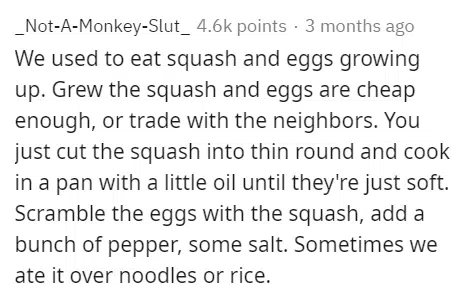 _Not-A-Monkey-Slut_ 4.6k points · 3 months ago
We used to eat squash and eggs growing
up. Grew the squash and eggs are cheap
enough, or trade with the neighbors. You
just cut the squash into thin round and cook
in a pan with a little oil until they're just soft.
Scramble the eggs with the squash, add a
bunch of pepper, some salt. Sometimes we
ate it over noodles or rice.